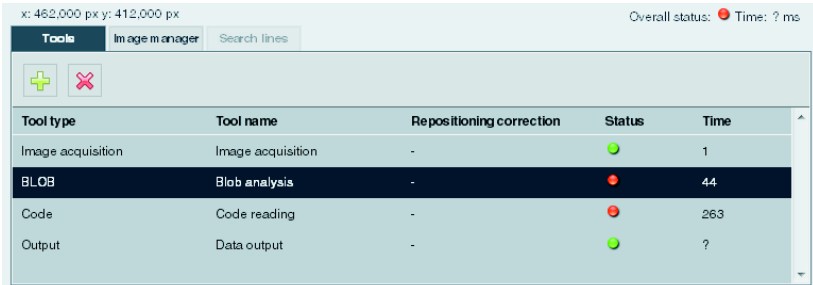 x: 462,000 px y: 412,000 px Overall status: Time: ? ms
Tools Image manager Search lines
Tool type Tool name Repositioning correction Status Time
Image acquisition Image acquisition - 1
BLOB Blob analysis - 44
Code Code reading - 263
Output Data output - ?